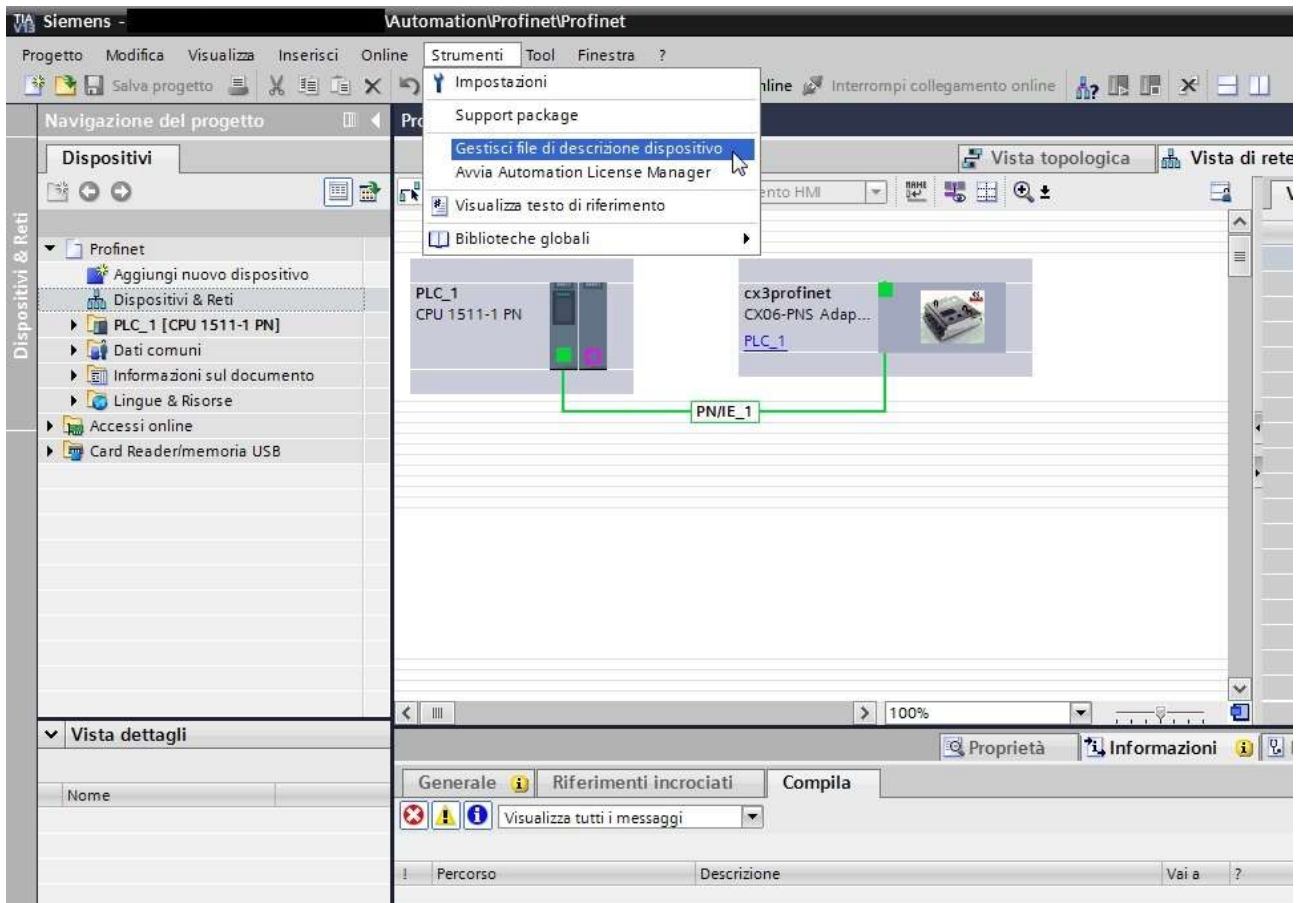 TIA V13 Siemens - \Automation\Profinet\Profinet
Progetto Modifica Visualizza Inserisci Online Strumenti Tool Finestra ?
Salva progetto Interrompi collegamento online
Impostazioni
Support package
Gestisci file di descrizione dispositivo
Avvia Automation License Manager
Visualizza testo di riferimento
Biblioteche globali
Navigazione del progetto
Dispositivi
Vista topologica Vista di rete
HMI
Dispositivi & Reti
Profinet
Aggiungi nuovo dispositivo
Dispositivi & Reti
PLC_1 [CPU 1511-1 PN]
Dati comuni
Informazioni sul documento
Lingue & Risorse
Accessi online
Card Reader/memoria USB
PLC_1
CPU 1511-1 PN
cx3profinet
CX06-PNS Adap...
PLC_1
PN/IE_1
100%
Vista dettagli
Nome
Proprietà Informazioni
Generale Riferimenti incrociati Compila
Visualizza tutti i messaggi
! Percorso Descrizione Vai a ?